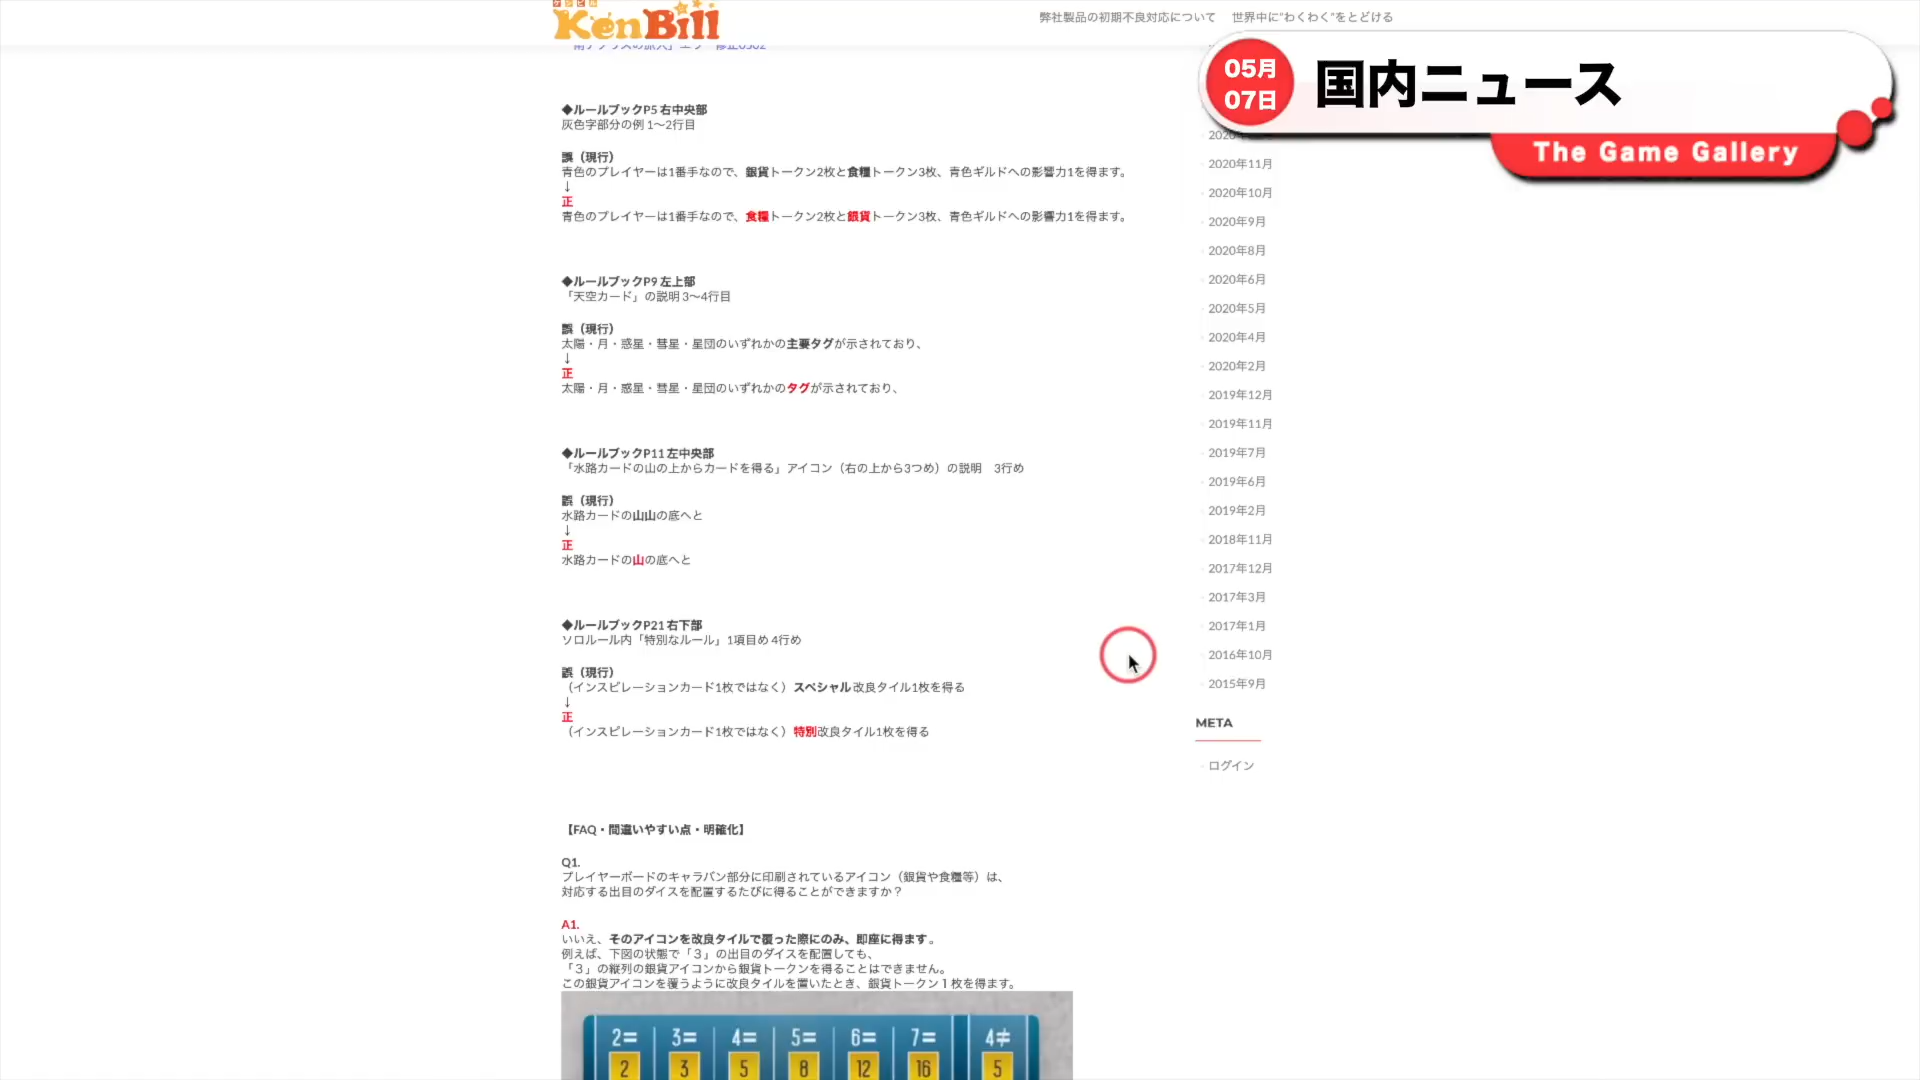 ケンビル
KenBill
弊社製品の初期不良対応について　世界中に“わくわく”をとどける
05月
07日
国内ニュース
The Game Gallery
◆ルールブックP5 右中央部
灰色字部分の例 1～2行目
誤（現行）
青色のプレイヤーは1番手なので、銀貨トークン2枚と食糧トークン3枚、青色ギルドへの影響力1を得ます。
↓
正
青色のプレイヤーは1番手なので、食糧トークン2枚と銀貨トークン3枚、青色ギルドへの影響力1を得ます。
◆ルールブックP9 左上部
「天空カード」の説明 3～4行目
誤（現行）
太陽・月・惑星・彗星・星団のいずれかの主要タグが示されており、
↓
正
太陽・月・惑星・彗星・星団のいずれかのタグが示されており、
◆ルールブックP11 左中央部
「水路カードの山の上からカードを得る」アイコン（右の上から3つめ）の説明　3行め
誤（現行）
水路カードの山山の底へと
↓
正
水路カードの山の底へと
◆ルールブックP21 右下部
ソロルール内「特別なルール」1項目め 4行め
誤（現行）
（インスピレーションカード1枚ではなく）スペシャル改良タイル1枚を得る
↓
正
（インスピレーションカード1枚ではなく）特別改良タイル1枚を得る
【FAQ・間違いやすい点・明確化】
Q1.
プレイヤーボードのキャラバン部分に印刷されているアイコン（銀貨や食糧等）は、
対応する出目のダイスを配置するたびに得ることができますか？
A1.
いいえ、そのアイコンを改良タイルで覆った際にのみ、即座に得ます。
例えば、下図の状態で「３」の出目のダイスを配置しても、
「３」の縦列の銀貨アイコンから銀貨トークンを得ることはできません。
この銀貨アイコンを覆うように改良タイルを置いたとき、銀貨トークン１枚を得ます。
2= 3= 4= 5= 6= 7= 4≠
2 3 5 8 12 16 5
2020年11月
2020年10月
2020年9月
2020年8月
2020年6月
2020年5月
2020年4月
2020年2月
2019年12月
2019年11月
2019年7月
2019年6月
2019年2月
2018年11月
2017年12月
2017年3月
2017年1月
2016年10月
2015年9月
META
ログイン